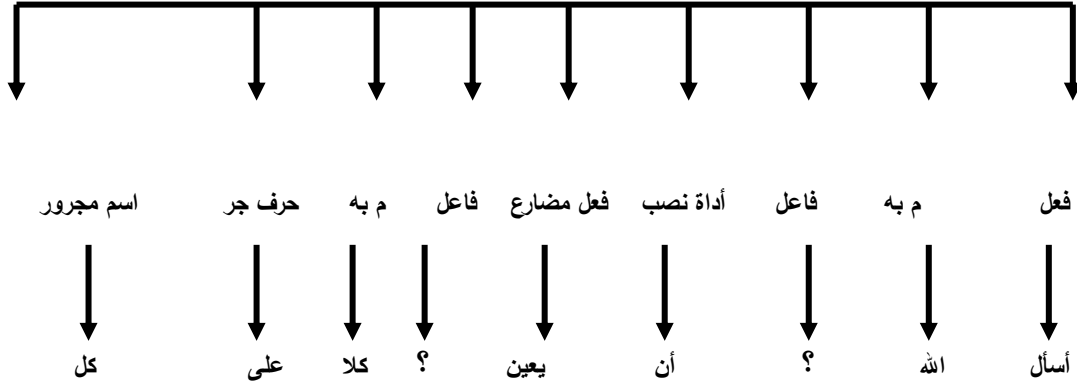 فعل م به فاعل أداة نصب فعل مضارع فاعل م به حرف جر اسم مجرور
أسأل الله ؟ أن يعين ؟ كلا على كل